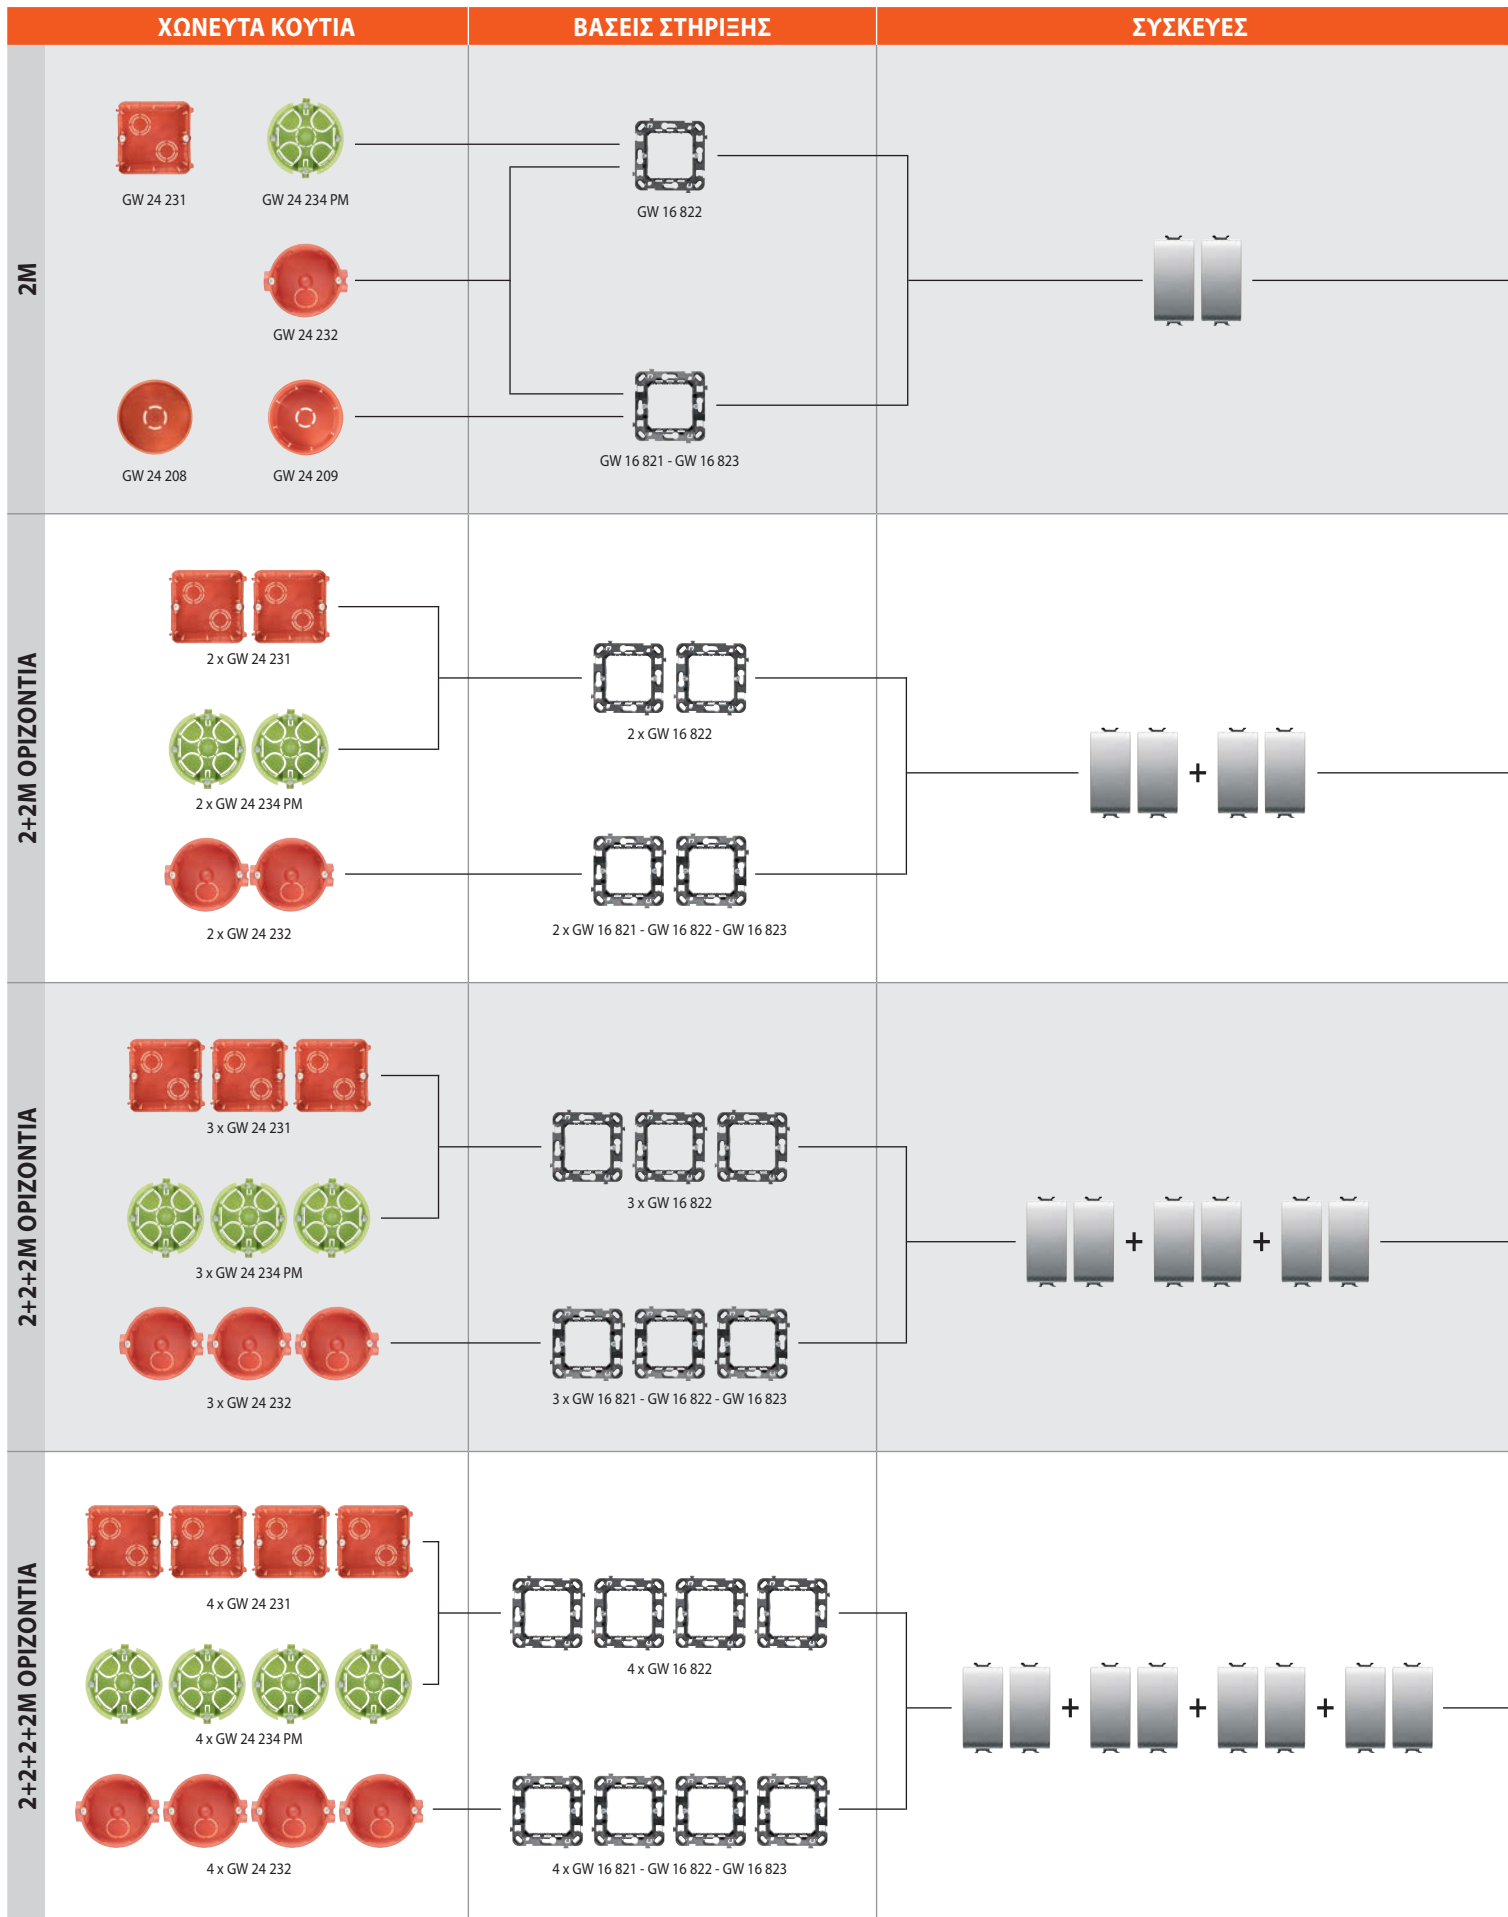 ΧΩΝΕΥΤΑ ΚΟΥΤΙΑ
ΒΑΣΕΙΣ ΣΤΗΡΙΞΗΣ
ΣΥΣΚΕΥΕΣ
2M
GW 24 231
GW 24 234 PM
GW 16 822
GW 24 232
GW 24 208
GW 24 209
GW 16 821 - GW 16 823
2+2M ΟΡΙΖΟΝΤΙΑ
2 x GW 24 231
2 x GW 16 822
2 x GW 24 234 PM
+
2 x GW 24 232
2 x GW 16 821 - GW 16 822 - GW 16 823
2+2+2M ΟΡΙΖΟΝΤΙΑ
3 x GW 24 231
3 x GW 16 822
3 x GW 24 234 PM
+ +
3 x GW 24 232
3 x GW 16 821 - GW 16 822 - GW 16 823
2+2+2+2M ΟΡΙΖΟΝΤΙΑ
4 x GW 24 231
4 x GW 16 822
4 x GW 24 234 PM
+ + +
4 x GW 24 232
4 x GW 16 821 - GW 16 822 - GW 16 823